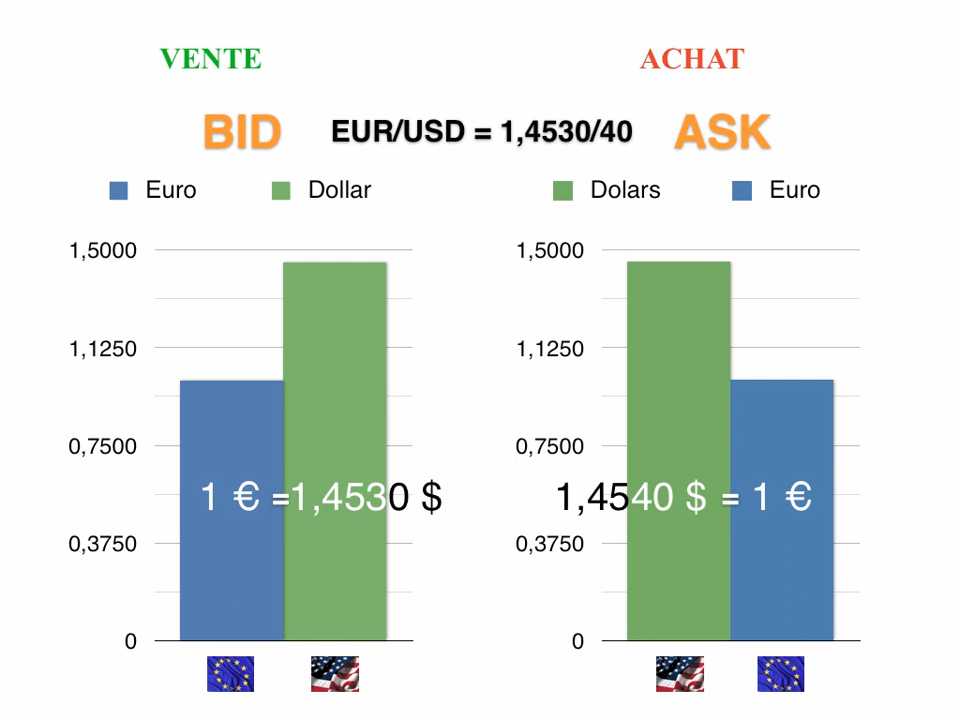 VENTE
ACHAT
BID
EUR/USD = 1,4530/40
ASK
Euro
Dollar
Dolars
Euro
1,5000
1,1250
0,7500
0,3750
0
1 € =1,4530 $
1,5000
1,1250
0,7500
0,3750
0
1,4540 $ = 1 €